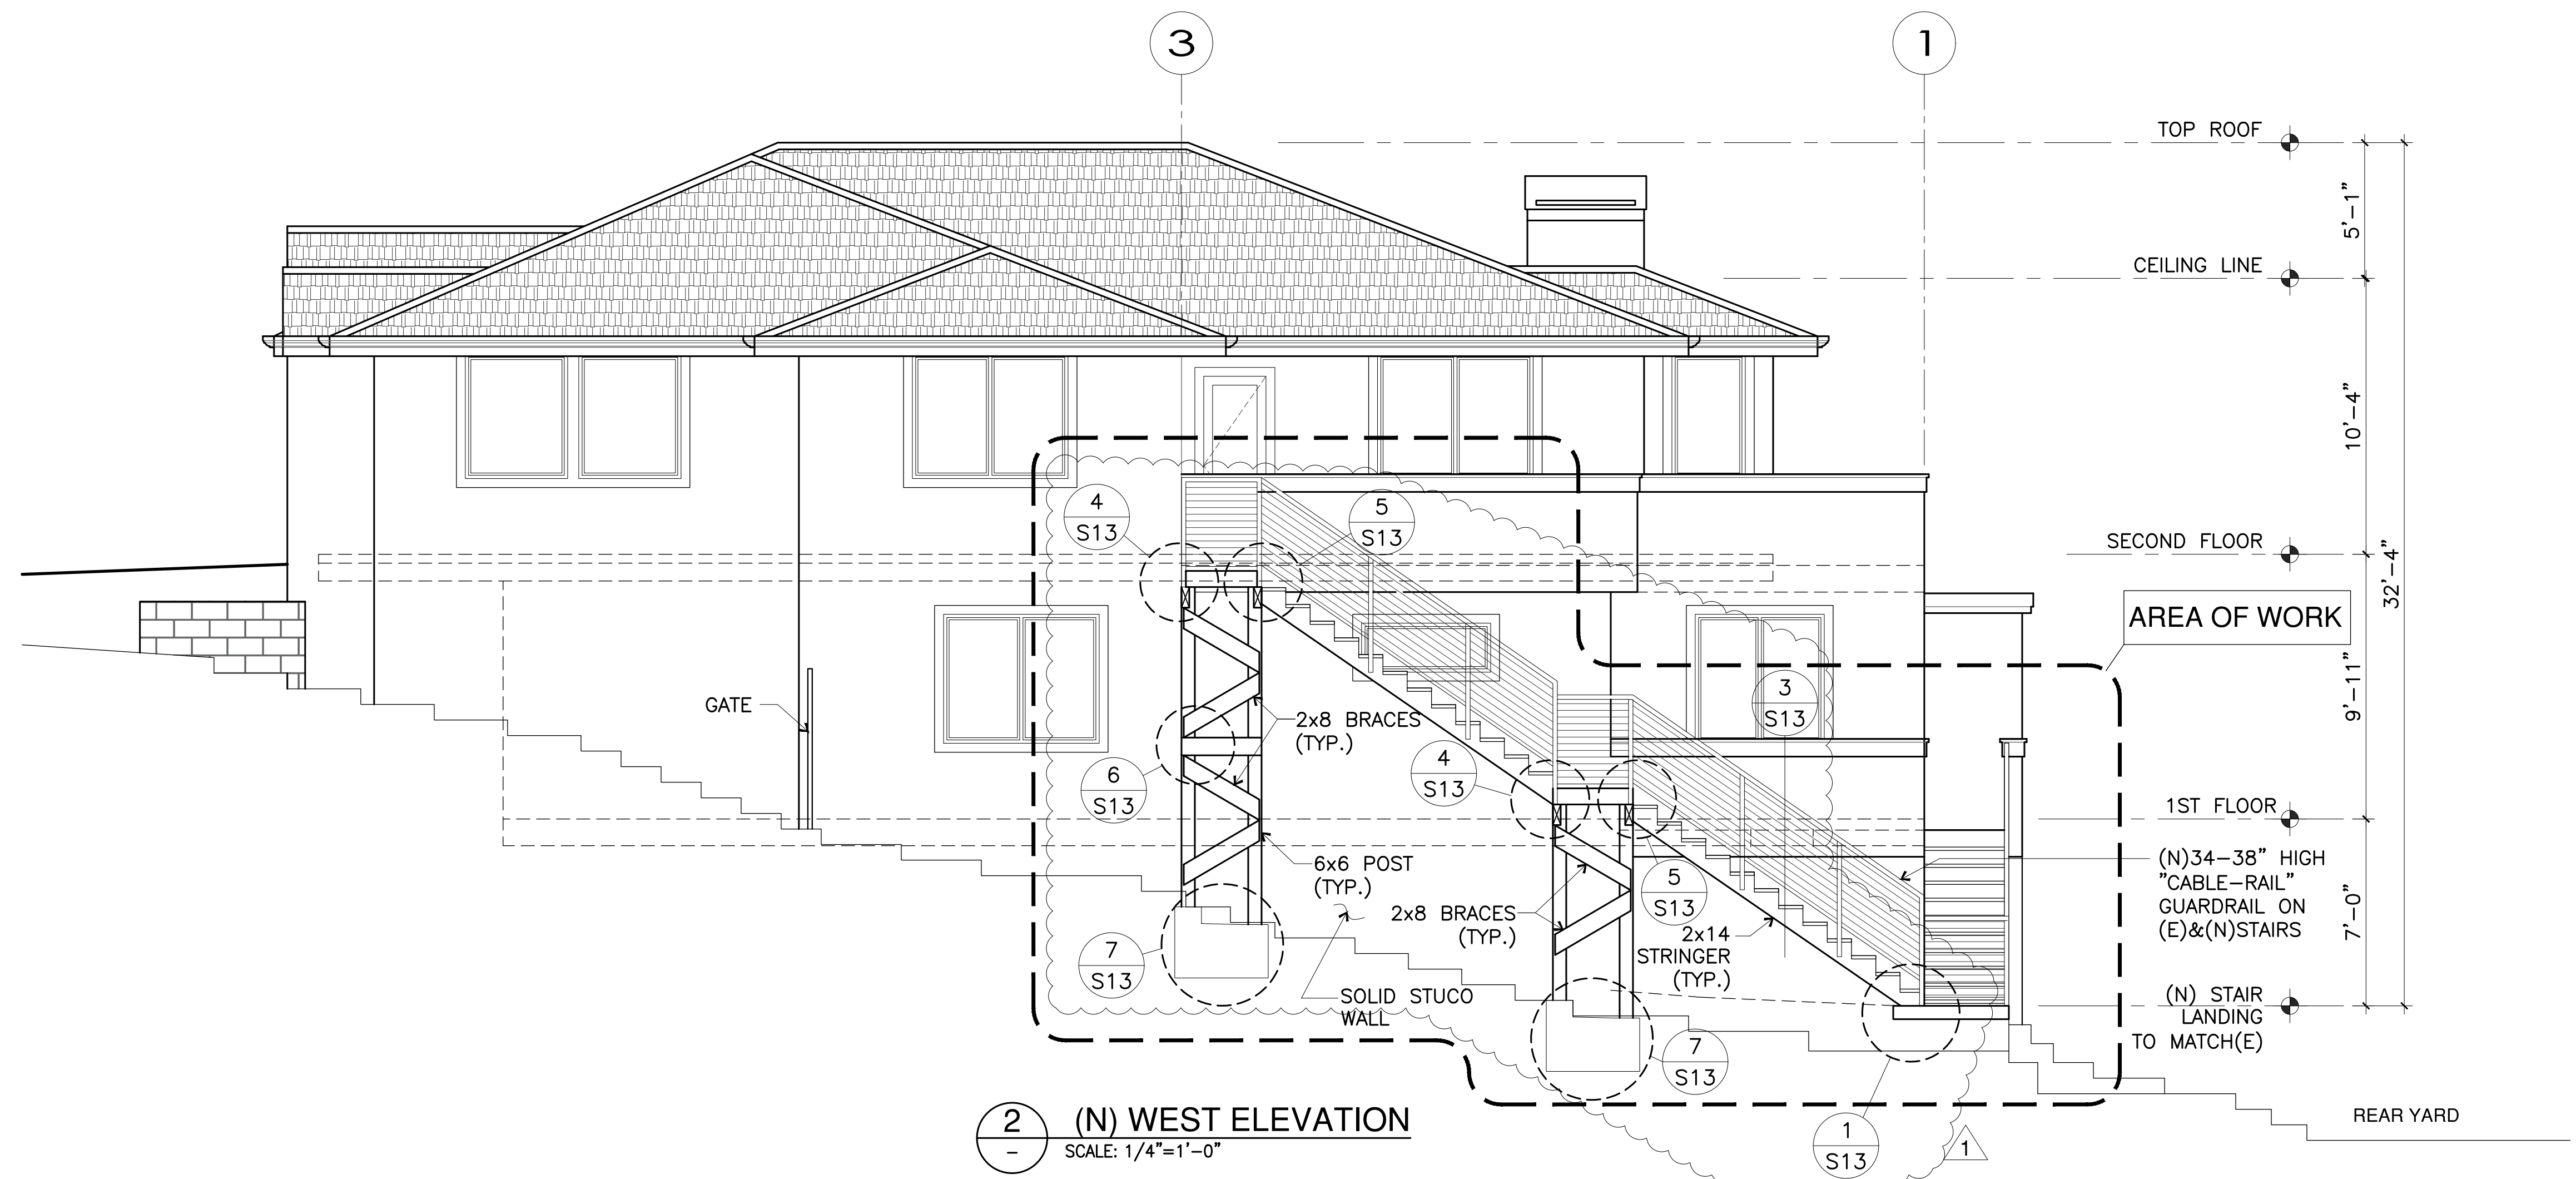 3
1
TOP ROOF
5'-1"
CEILING LINE
10'-4"
32'-4"
SECOND FLOOR
AREA OF WORK
9'-11"
4
S13
5
S13
3
S13
GATE
2x8 BRACES
(TYP.)
4
S13
6
S13
1ST FLOOR
6x6 POST
(TYP.)
(N)34-38" HIGH
"CABLE-RAIL"
GUARDRAIL ON
(E)&(N)STAIRS
7'-0"
5
S13
2x8 BRACES
(TYP.)
2x14
STRINGER
(TYP.)
7
S13
SOLID STUCO
WALL
(N) STAIR
LANDING
TO MATCH(E)
7
S13
2
-
(N) WEST ELEVATION
SCALE: 1/4"=1'-0"
1
S13
1
REAR YARD